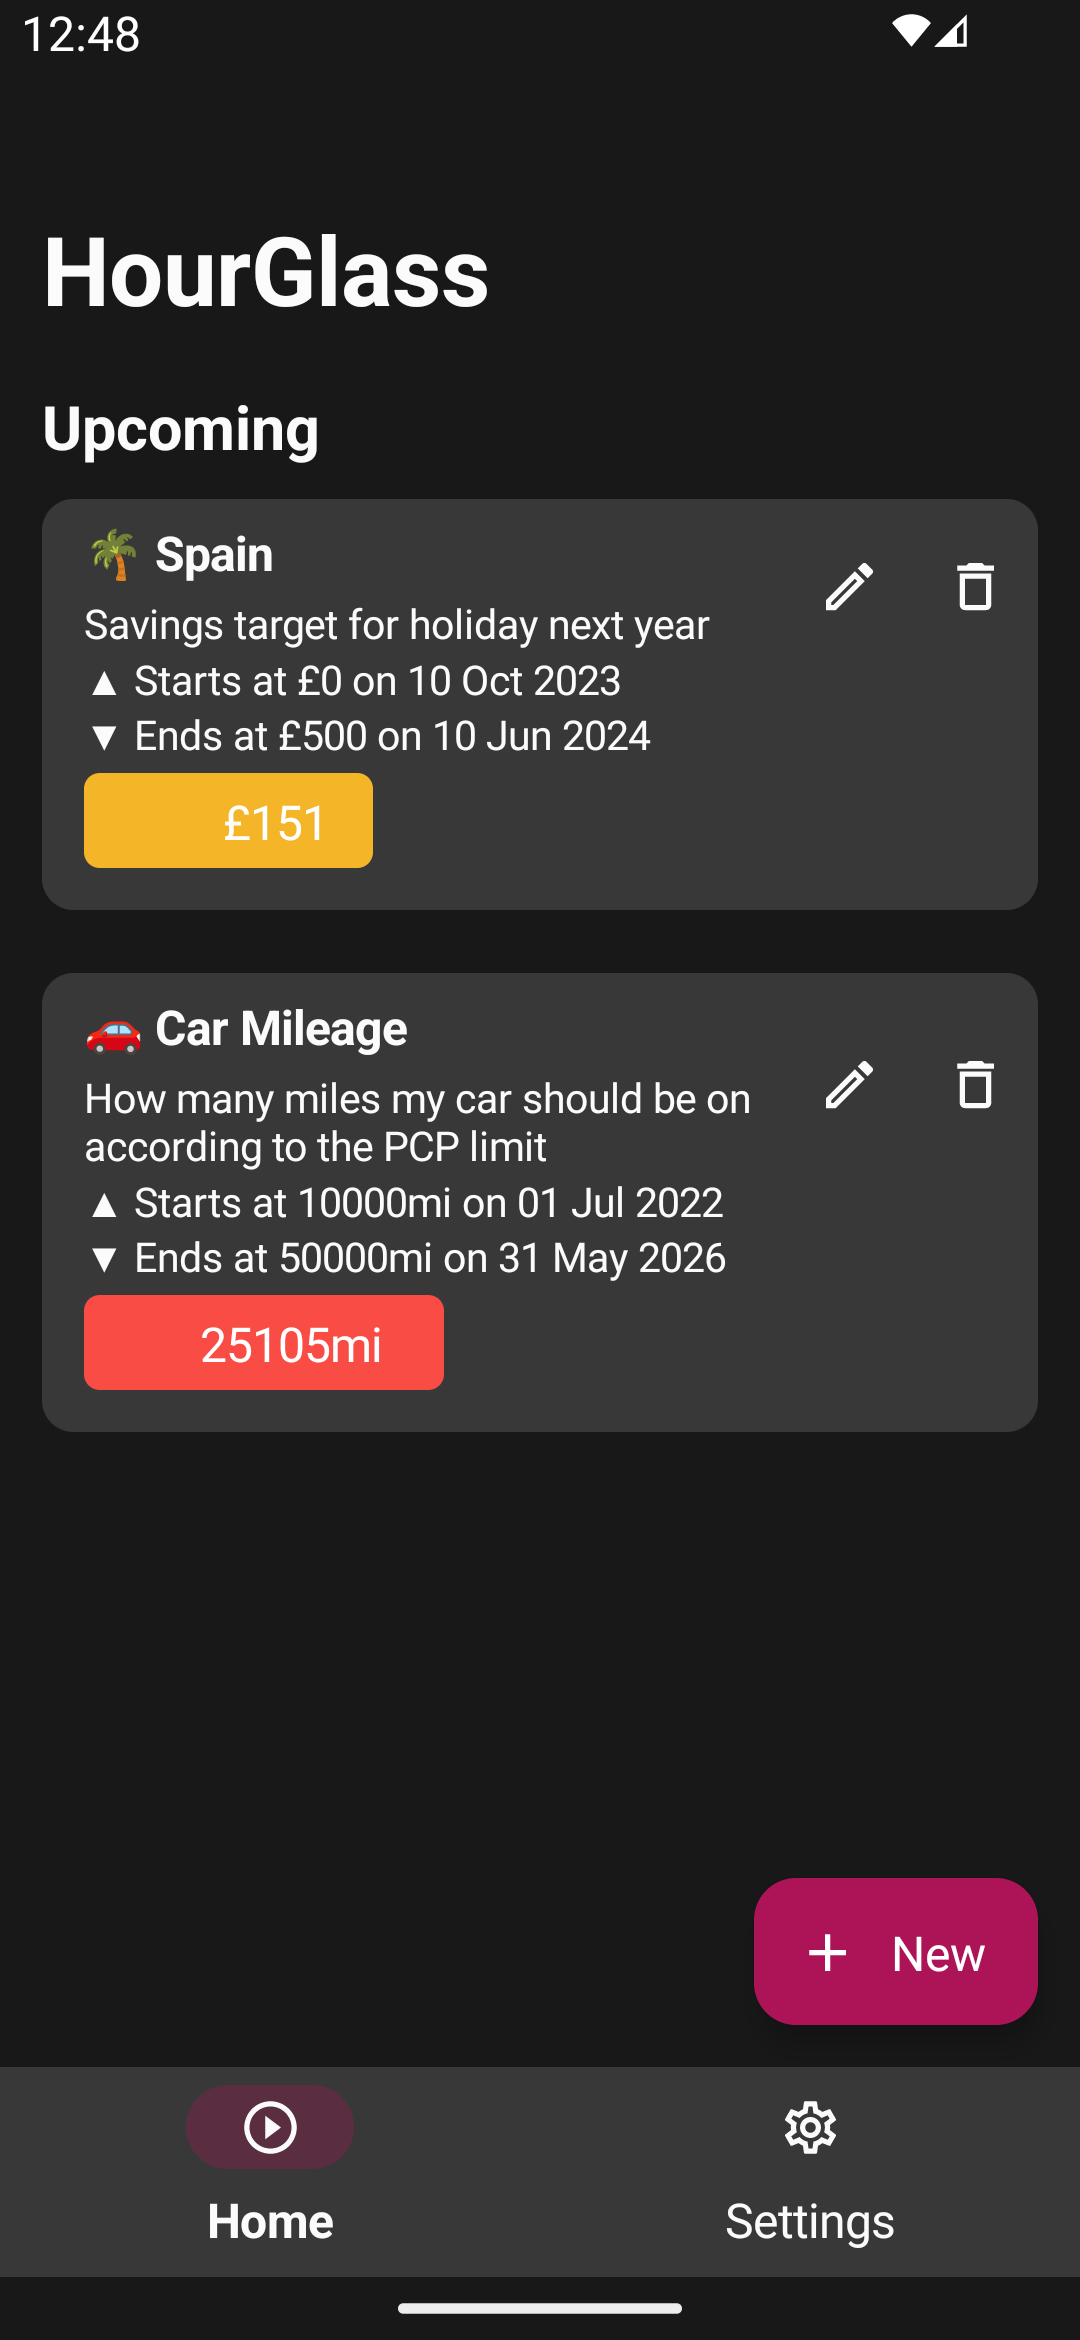 12:48
HourGlass
Upcoming
🌴 Spain
Savings target for holiday next year
▲ Starts at £0 on 10 Oct 2023
▼ Ends at £500 on 10 Jun 2024
£151
🚗 Car Mileage
How many miles my car should be on
according to the PCP limit
▲ Starts at 10000mi on 01 Jul 2022
▼ Ends at 50000mi on 31 May 2026
25105mi
+ New
Home
Settings